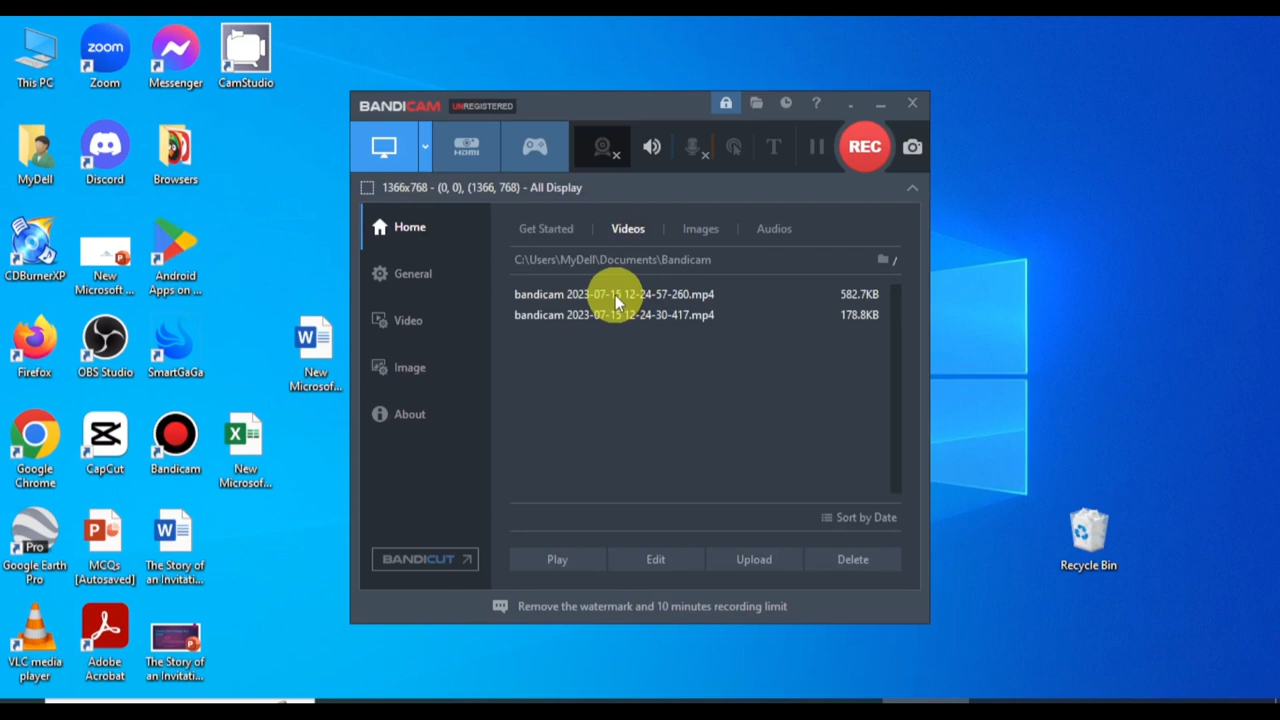 This PC
zoom
Zoom
Messenger
CamStudio
MyDell
Discord
Browsers
CDBurnerXP
New
Microsoft ...
Android
Apps on ...
Firefox
OBS Studio
SmartGaGa
New
Microsof...
Google
Chrome
CapCut
Bandicam
New
Microsof...
Pro
Google Earth
Pro
MCQs
[Autosaved]
The Story of
an Invitati...
VLC media
player
Adobe
Acrobat
The Story of
an Invitati...
BANDICAM UNREGISTERED
?
HDMI
T
REC
1366x768 - (0, 0), (1366, 768) - All Display
Home
General
Video
Image
About
BANDICUT
Get Started
Videos
Images
Audios
C:\Users\MyDell\Documents\Bandicam
/
bandicam 2023-07-15 12-24-57-260.mp4 582.7KB
bandicam 2023-07-15 12-24-30-417.mp4 178.8KB
Sort by Date
Play
Edit
Upload
Delete
Remove the watermark and 10 minutes recording limit
Recycle Bin